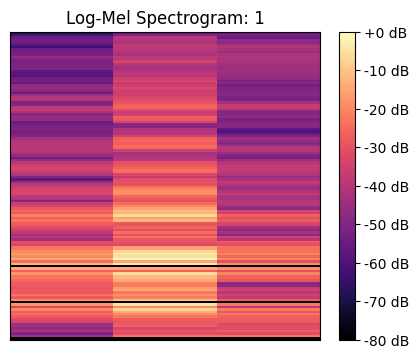 Log-Mel Spectrogram: 1
+0 dB
-10 dB
-20 dB
-30 dB
-40 dB
-50 dB
-60 dB
-70 dB
-80 dB